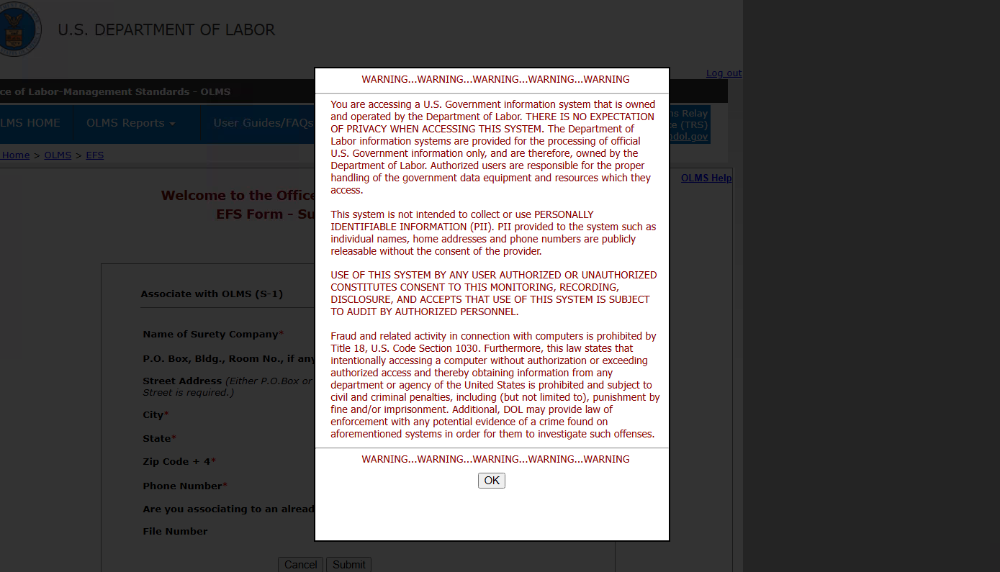 U.S. DEPARTMENT OF LABOR
Log out
ce of Labor-Management Standards - OLMS
LMS HOME
OLMS Reports
User Guides/FAQs
ns Relay
e (TRS)
dol.gov
Home > OLMS > EFS
OLMS Help
Welcome to the Office
EFS Form - Su
Associate with OLMS (S-1)
Name of Surety Company*
P.O. Box, Bldg., Room No., if any
Street Address (Either P.O.Box or
Street is required.)
City*
State*
Zip Code + 4*
Phone Number*
Are you associating to an alread
File Number
Cancel
Submit
WARNING...WARNING...WARNING...WARNING...WARNING
You are accessing a U.S. Government information system that is owned
and operated by the Department of Labor. THERE IS NO EXPECTATION
OF PRIVACY WHEN ACCESSING THIS SYSTEM. The Department of
Labor information systems are provided for the processing of official
U.S. Government information only, and are therefore, owned by the
Department of Labor. Authorized users are responsible for the proper
handling of the government data equipment and resources which they
access.
This system is not intended to collect or use PERSONALLY
IDENTIFIABLE INFORMATION (PII). PII provided to the system such as
individual names, home addresses and phone numbers are publicly
releasable without the consent of the provider.
USE OF THIS SYSTEM BY ANY USER AUTHORIZED OR UNAUTHORIZED
CONSTITUTES CONSENT TO THIS MONITORING, RECORDING,
DISCLOSURE, AND ACCEPTS THAT USE OF THIS SYSTEM IS SUBJECT
TO AUDIT BY AUTHORIZED PERSONNEL.
Fraud and related activity in connection with computers is prohibited by
Title 18, U.S. Code Section 1030. Furthermore, this law states that
intentionally accessing a computer without authorization or exceeding
authorized access and thereby obtaining information from any
department or agency of the United States is prohibited and subject to
civil and criminal penalties, including (but not limited to), punishment by
fine and/or imprisonment. Additional, DOL may provide law of
enforcement with any potential evidence of a crime found on
aforementioned systems in order for them to investigate such offenses.
WARNING...WARNING...WARNING...WARNING...WARNING
OK